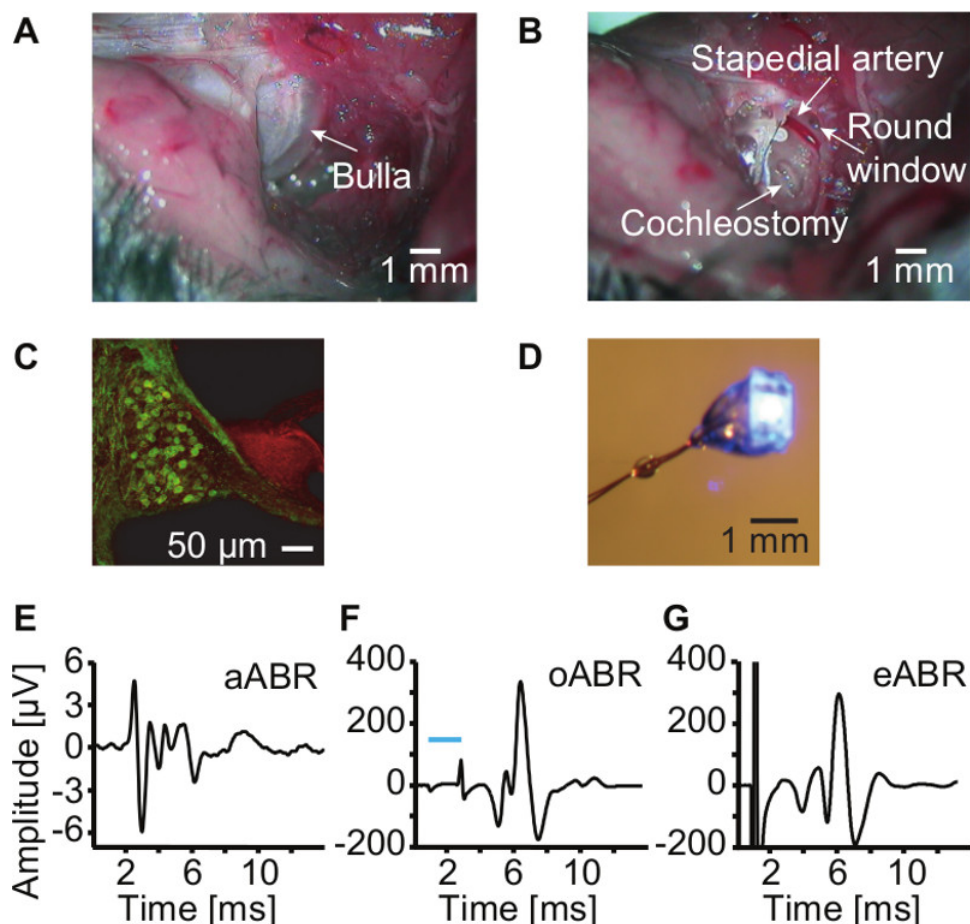 A
Bulla
1 mm
B
Stapedial artery
Round
window
Cochleostomy
1 mm
C
50 µm
D
1 mm
E
aABR
Amplitude [µV]
6
3
0
-3
-6
2 6 10
Time [ms]
F
oABR
400
200
0
-200
2 6 10
Time [ms]
G
eABR
400
200
0
-200
2 6 10
Time [ms]